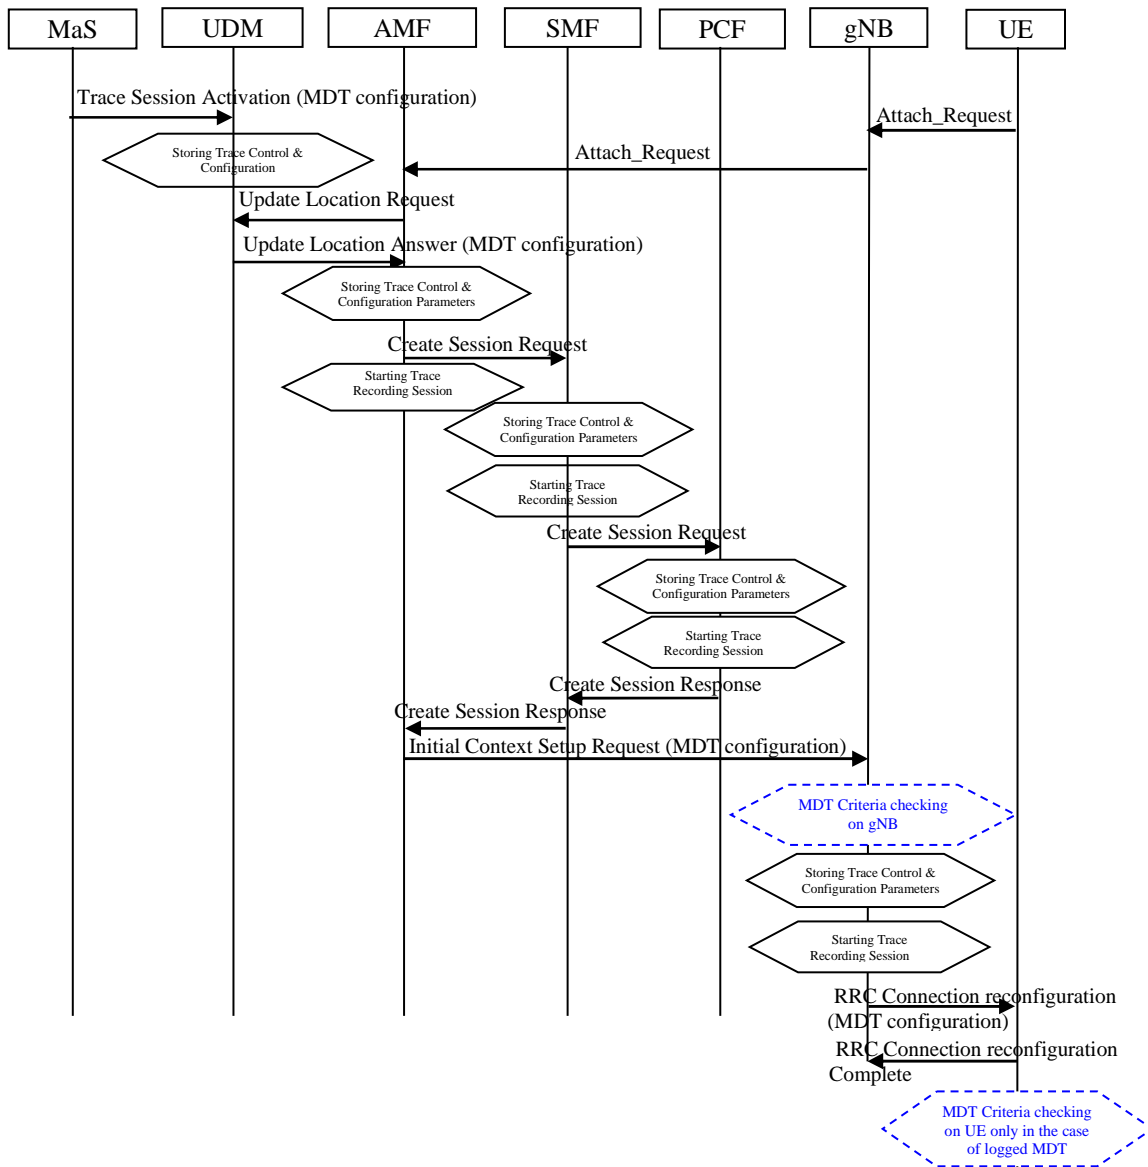 MaS
UDM
AMF
SMF
PCF
gNB
UE
Trace Session Activation (MDT configuration)
Attach_Request
Storing Trace Control &
Configuration
Attach_Request
Update Location Request
Update Location Answer (MDT configuration)
Storing Trace Control &
Configuration Parameters
Create Session Request
Starting Trace
Recording Session
Storing Trace Control &
Configuration Parameters
Starting Trace
Recording Session
Create Session Request
Storing Trace Control &
Configuration Parameters
Starting Trace
Recording Session
Create Session Response
Create Session Response
Initial Context Setup Request (MDT configuration)
MDT Criteria checking
on gNB
Storing Trace Control &
Configuration Parameters
Starting Trace
Recording Session
RRC Connection reconfiguration
(MDT configuration)
RRC Connection reconfiguration
Complete
MDT Criteria checking
on UE only in the case
of logged MDT